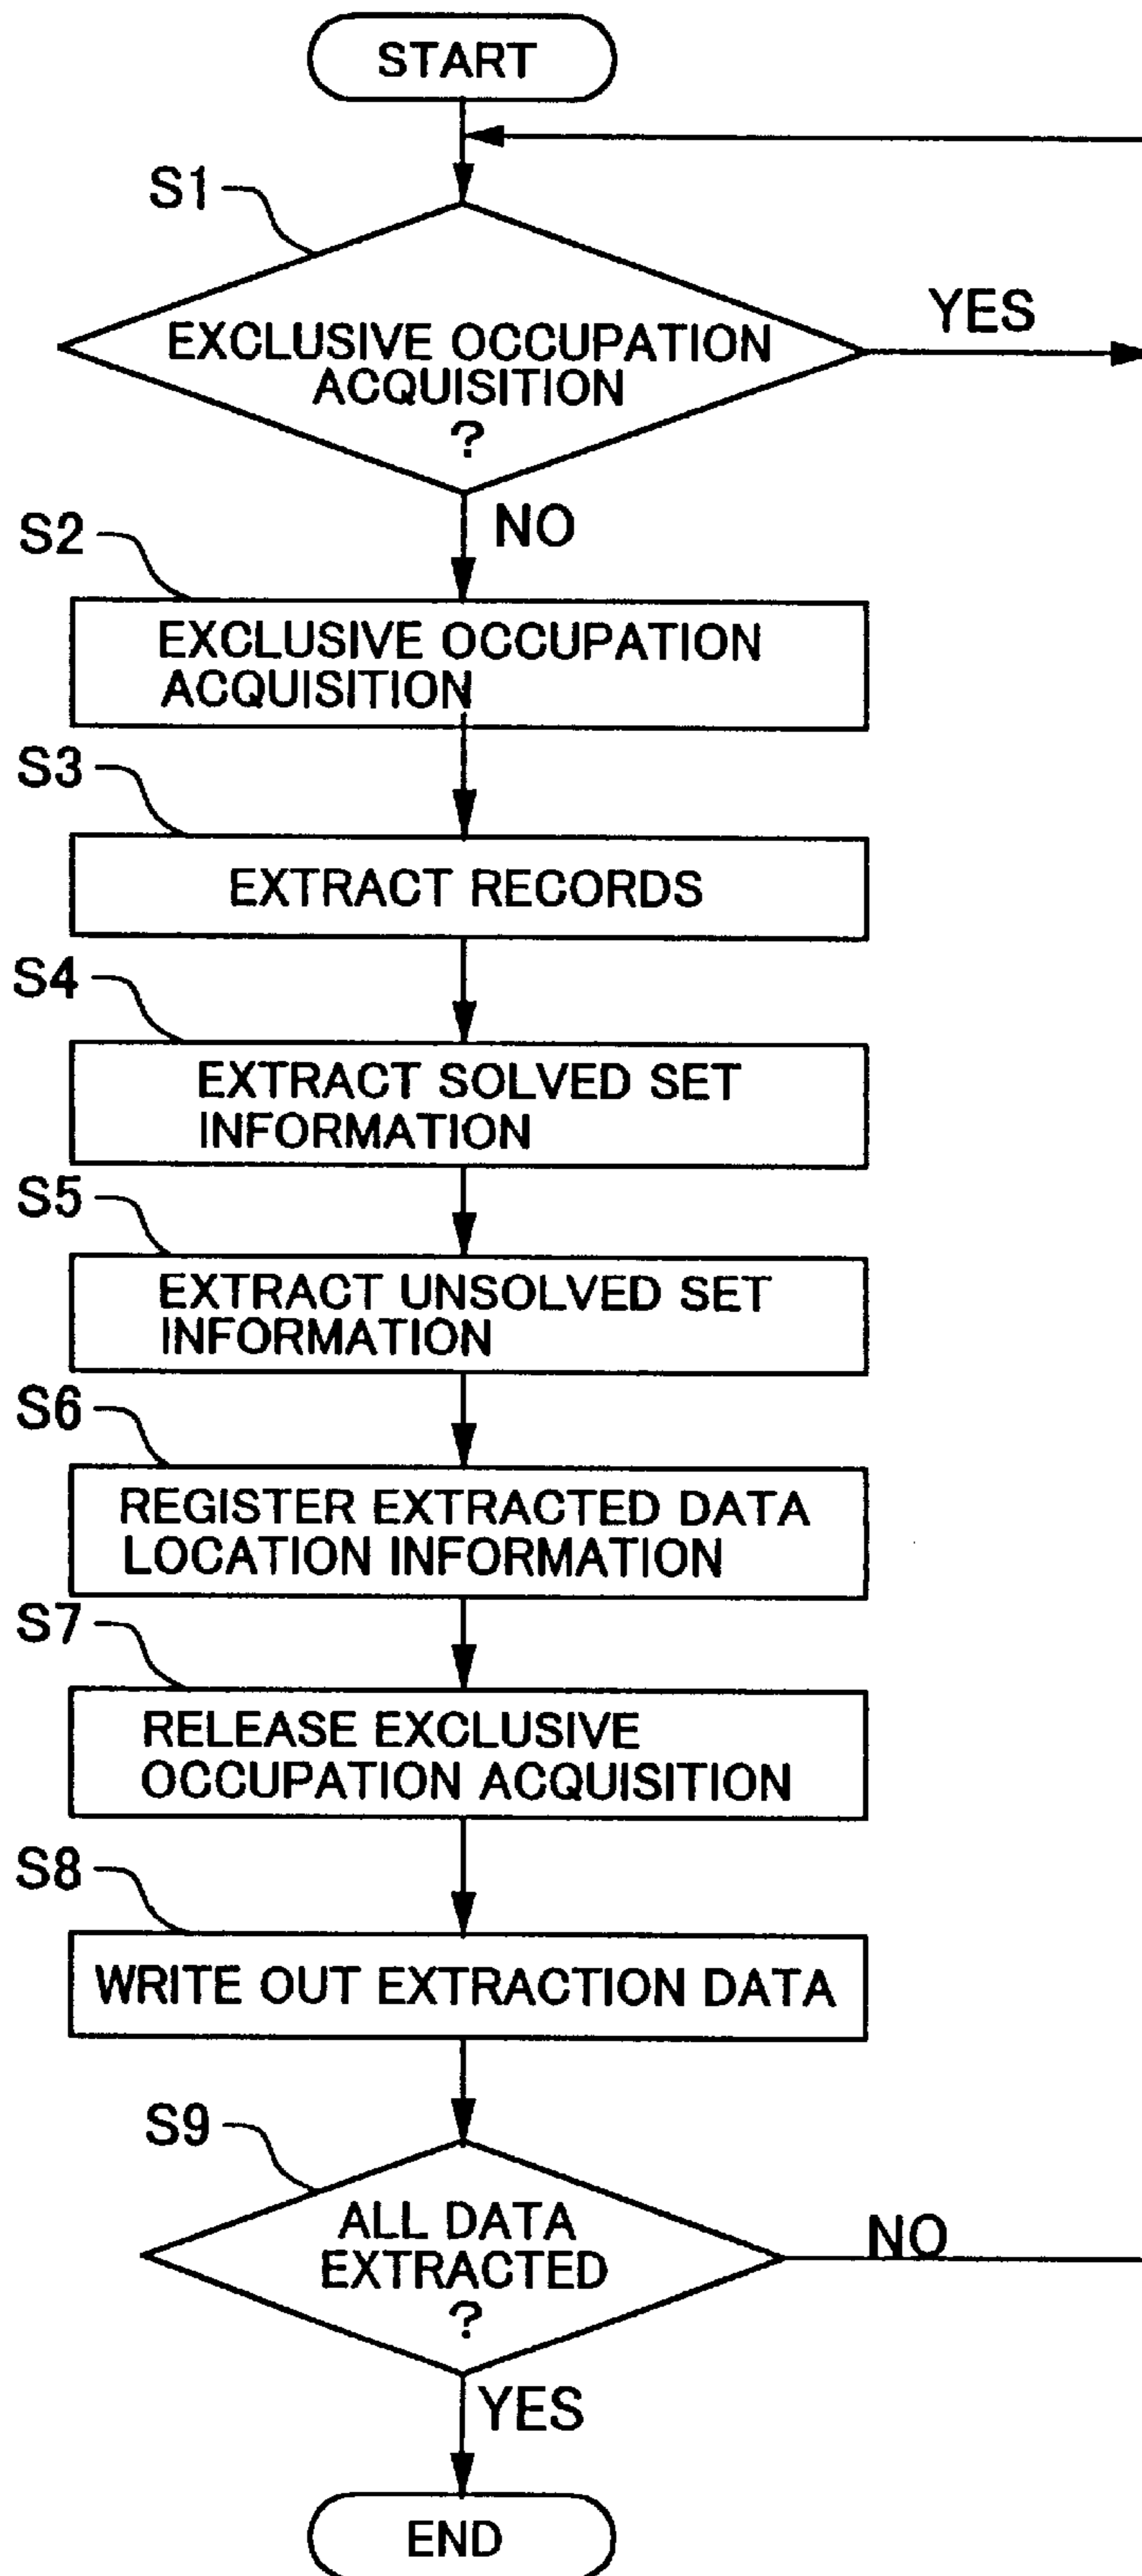 START
S1
EXCLUSIVE OCCUPATION
ACQUISITION
?
YES
NO
S2
EXCLUSIVE OCCUPATION
ACQUISITION
S3
EXTRACT RECORDS
S4
EXTRACT SOLVED SET
INFORMATION
S5
EXTRACT UNSOLVED SET
INFORMATION
S6
REGISTER EXTRACTED DATA
LOCATION INFORMATION
S7
RELEASE EXCLUSIVE
OCCUPATION ACQUISITION
S8
WRITE OUT EXTRACTION DATA
S9
ALL DATA
EXTRACTED
?
NO
YES
END